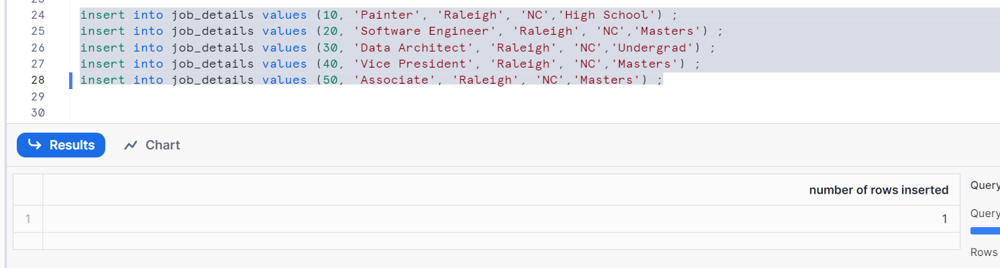 24 insert into job_details values (10, 'Painter', 'Raleigh', 'NC','High School') ;
25 insert into job_details values (20, 'Software Engineer', 'Raleigh', 'NC','Masters') ;
26 insert into job_details values (30, 'Data Architect', 'Raleigh', 'NC','Undergrad') ;
27 insert into job_details values (40, 'Vice President', 'Raleigh', 'NC','Masters') ;
28 insert into job_details values (50, 'Associate', 'Raleigh', 'NC','Masters') ;
29
30
Results Chart
number of rows inserted Query
1 1 Query
Rows